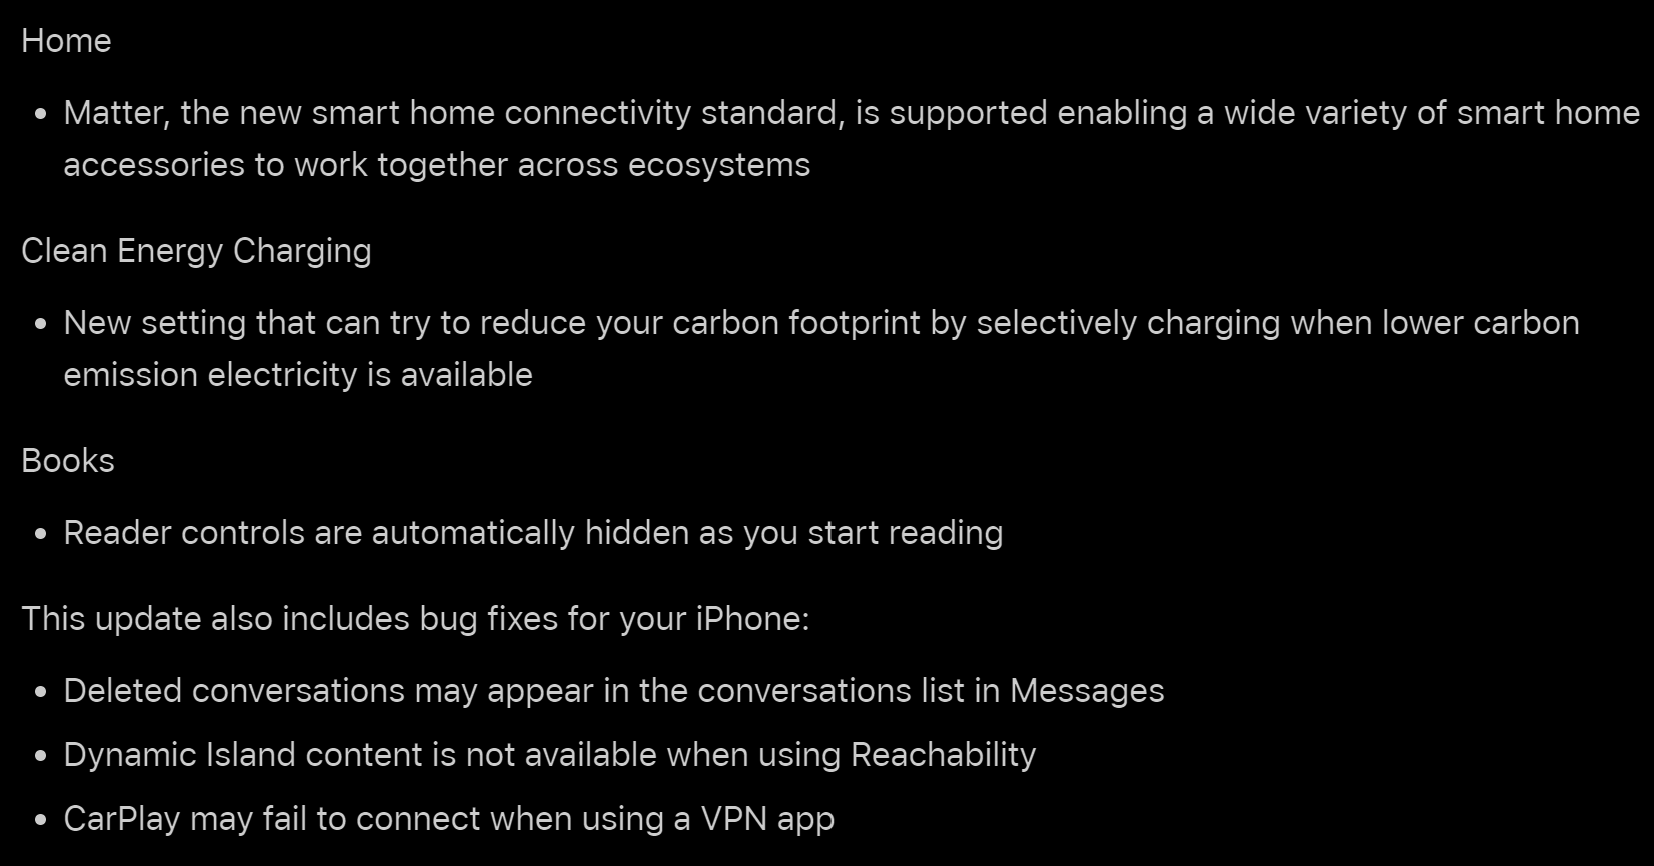 Home
• Matter, the new smart home connectivity standard, is supported enabling a wide variety of smart home
accessories to work together across ecosystems
Clean Energy Charging
• New setting that can try to reduce your carbon footprint by selectively charging when lower carbon
emission electricity is available
Books
• Reader controls are automatically hidden as you start reading
This update also includes bug fixes for your iPhone:
• Deleted conversations may appear in the conversations list in Messages
• Dynamic Island content is not available when using Reachability
• CarPlay may fail to connect when using a VPN app